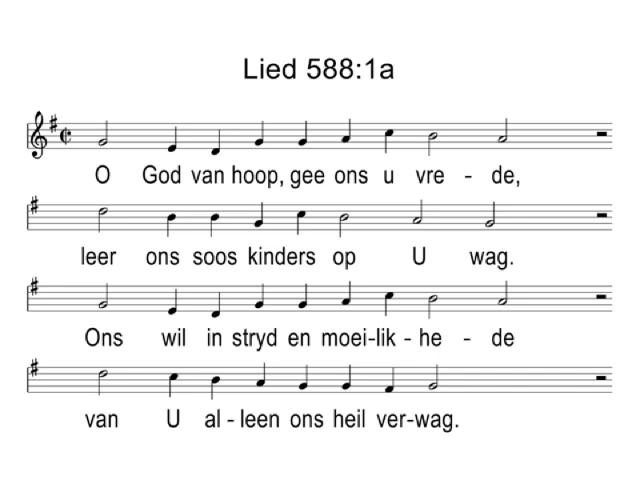 Lied 588:1a
O God van hoop, gee ons u vre - de,
leer ons soos kinders op U wag.
Ons wil in stryd en moei-lik - he - de
van U al - leen ons heil ver-wag.